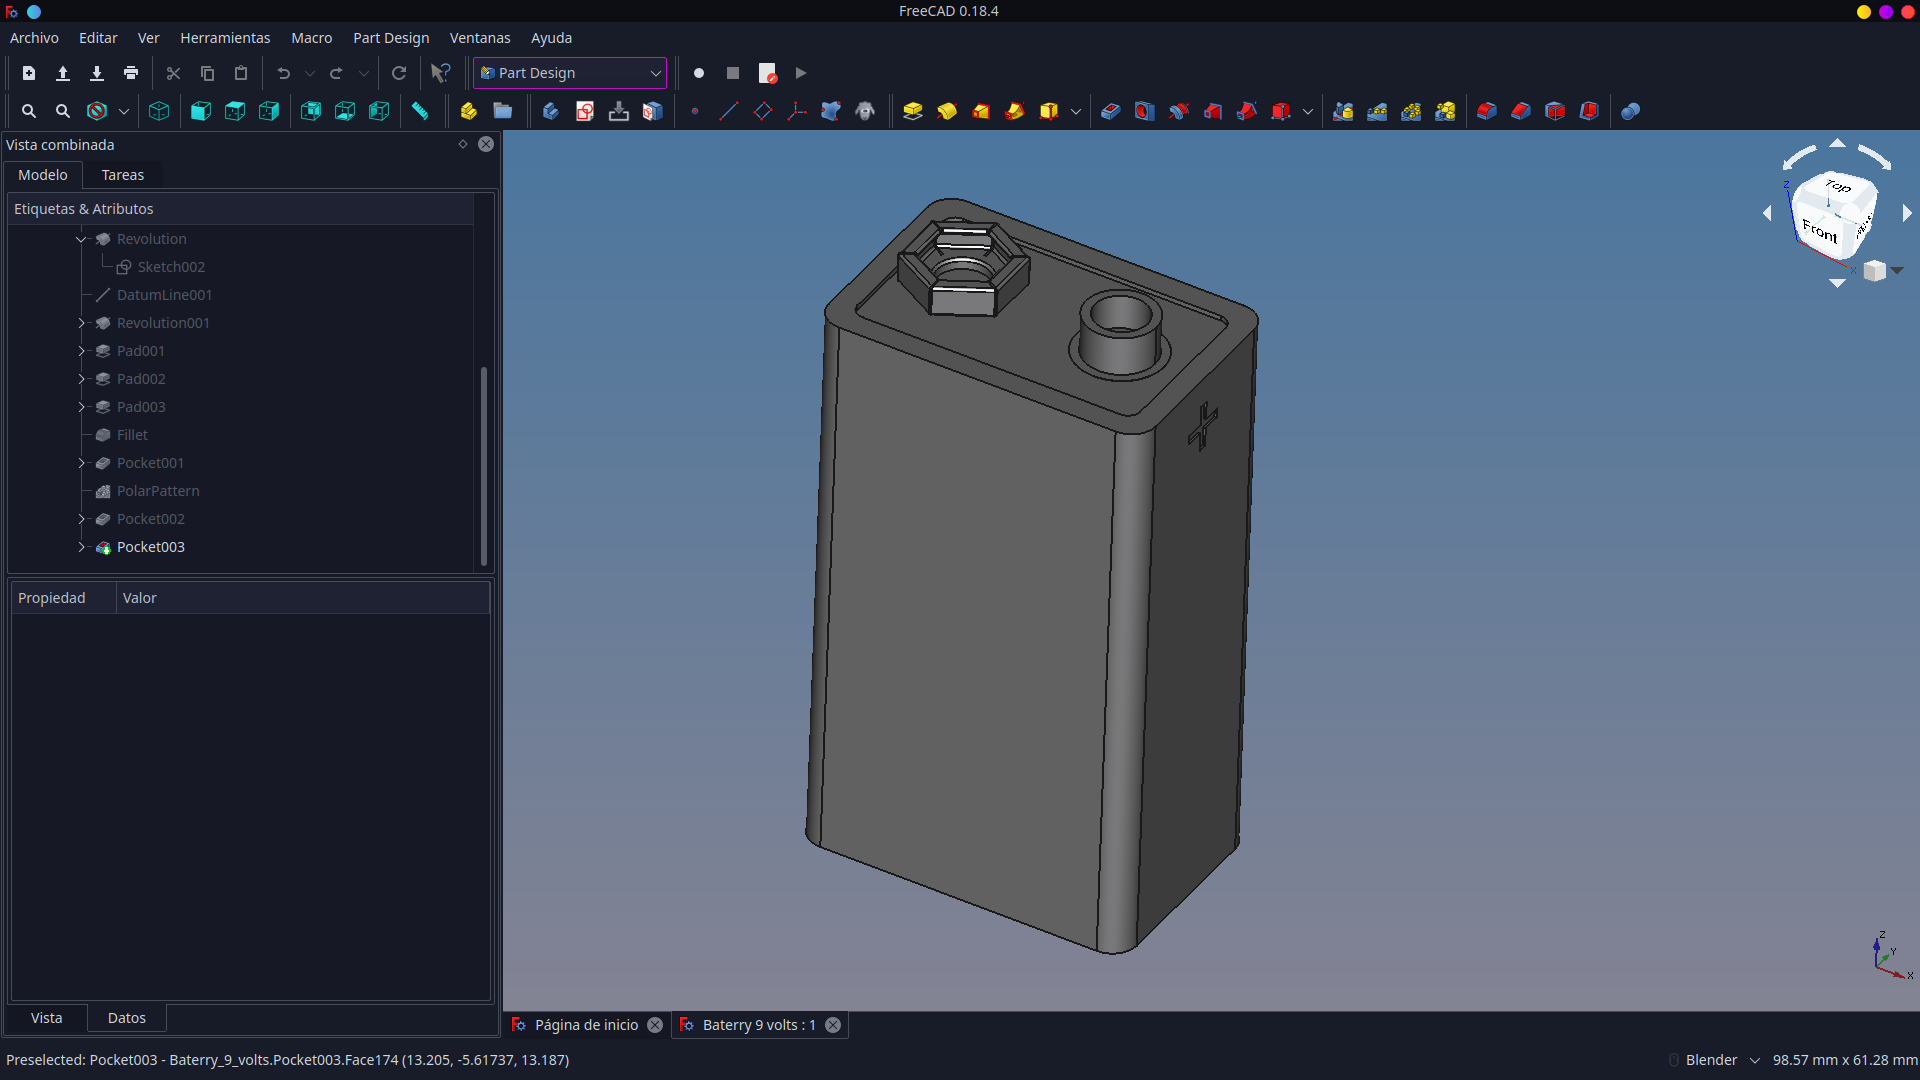 FreeCAD 0.18.4
Archivo Editar Ver Herramientas Macro Part Design Ventanas Ayuda
Part Design
Vista combinada
Modelo Tareas
Etiquetas & Atributos
Revolution
Sketch002
DatumLine001
Revolution001
Pad001
Pad002
Pad003
Fillet
Pocket001
PolarPattern
Pocket002
Pocket003
Propiedad Valor
Vista Datos
Top
Front
Z
X
Z
Y
X
Página de inicio Baterry 9 volts : 1
Preselected: Pocket003 - Baterry_9_volts.Pocket003.Face174 (13.205, -5.61737, 13.187) Blender 98.57 mm x 61.28 mm